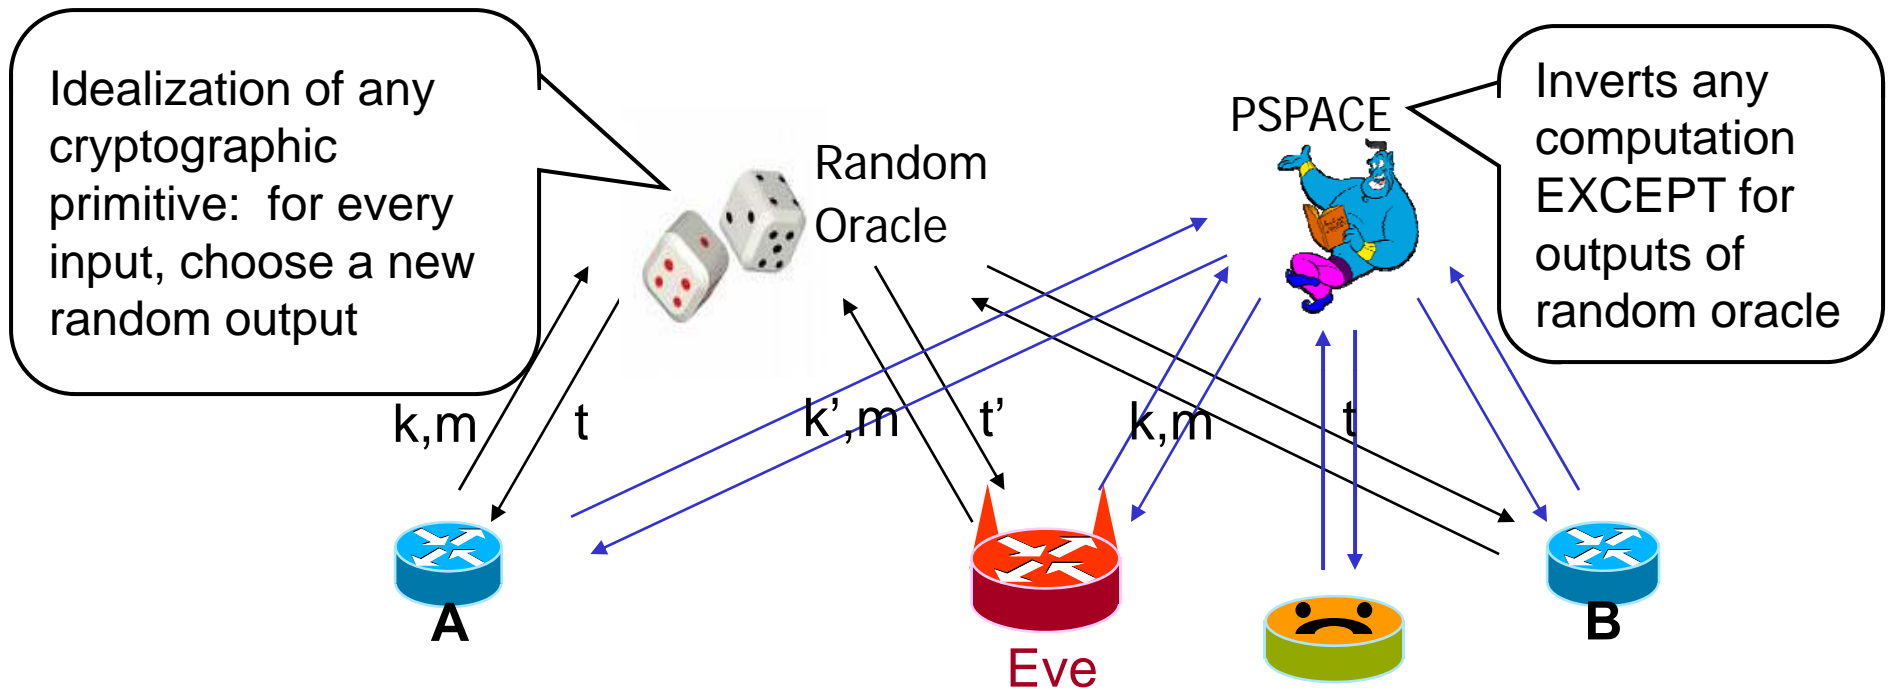 Idealization of any
cryptographic
primitive: for every
input, choose a new
random output
Random
Oracle
PSPACE
Inverts any
computation
EXCEPT for
outputs of
random oracle
k,m
t
k’,m
t’
k,m
t
A
Eve
B